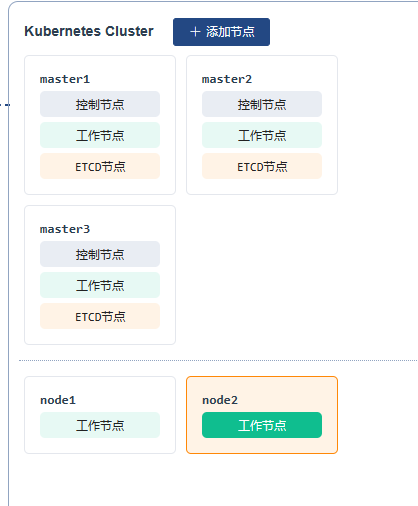 Kubernetes Cluster
＋ 添加节点
master1
控制节点
工作节点
ETCD节点
master2
控制节点
工作节点
ETCD节点
master3
控制节点
工作节点
ETCD节点
node1
工作节点
node2
工作节点